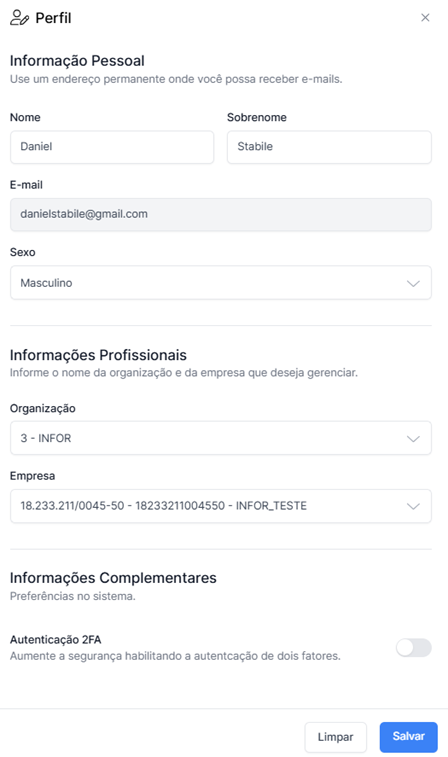 Perfil
Informação Pessoal
Use um endereço permanente onde você possa receber e-mails.
Nome
Sobrenome
Daniel
Stabile
E-mail
danielstabile@gmail.com
Sexo
Masculino
Informações Profissionais
Informe o nome da organização e da empresa que deseja gerenciar.
Organização
3 - INFOR
Empresa
18.233.211/0045-50 - 18233211004550 - INFOR_TESTE
Informações Complementares
Preferências no sistema.
Autenticação 2FA
Aumente a segurança habilitando a autentcação de dois fatores.
Limpar
Salvar